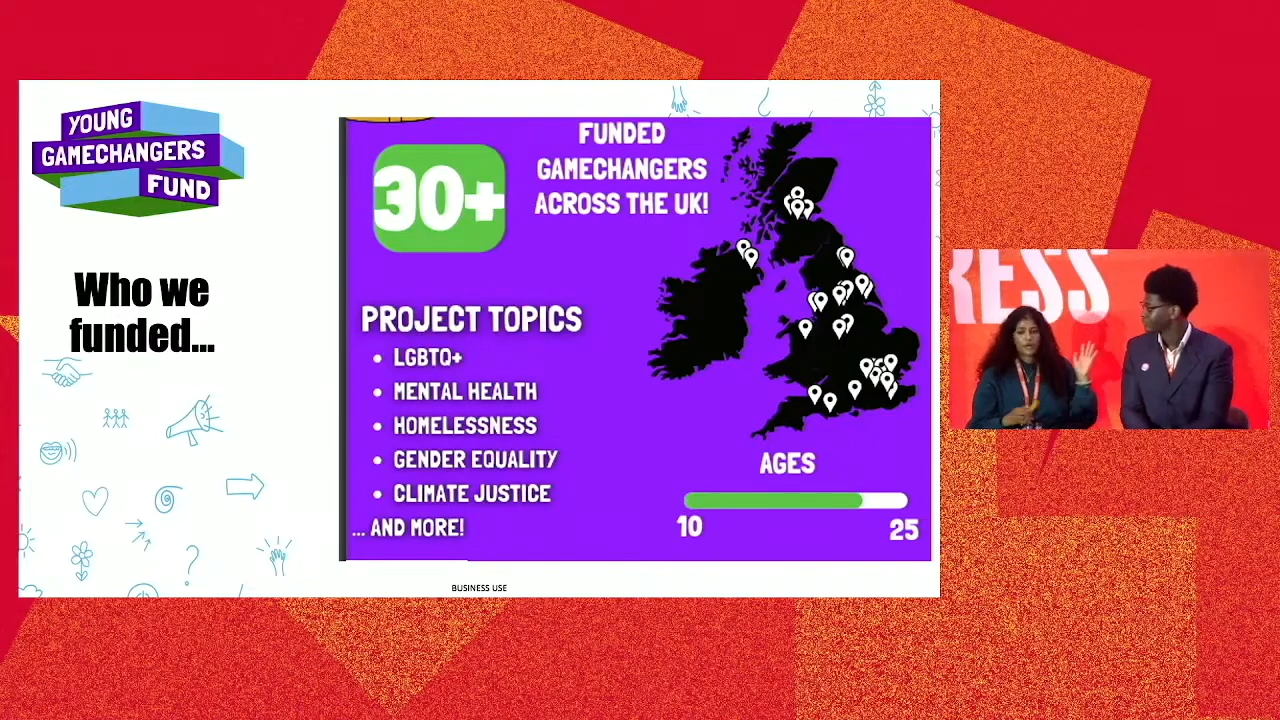 YOUNG
GAMECHANGERS
FUND
Who we
funded...
30+
FUNDED
GAMECHANGERS
ACROSS THE UK!
PROJECT TOPICS
• LGBTQ+
• MENTAL HEALTH
• HOMELESSNESS
• GENDER EQUALITY
• CLIMATE JUSTICE
... AND MORE!
AGES
10
25
BUSINESS USE
RESS